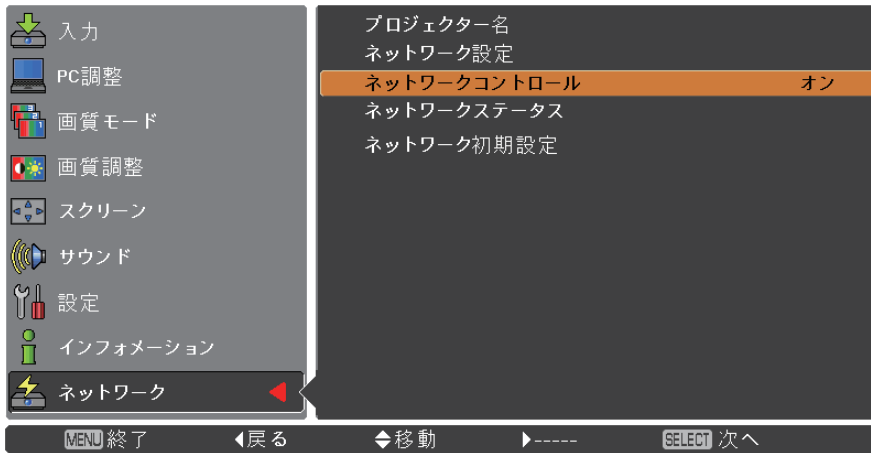 入力
PC調整
画質モード
画質調整
スクリーン
サウンド
設定
インフォメーション
ネットワーク
プロジェクター名
ネットワーク設定
ネットワークコントロール オン
ネットワークステータス
ネットワーク初期設定
MENU 終了 ◀戻る ◆移動 ▶----- SELECT 次へ